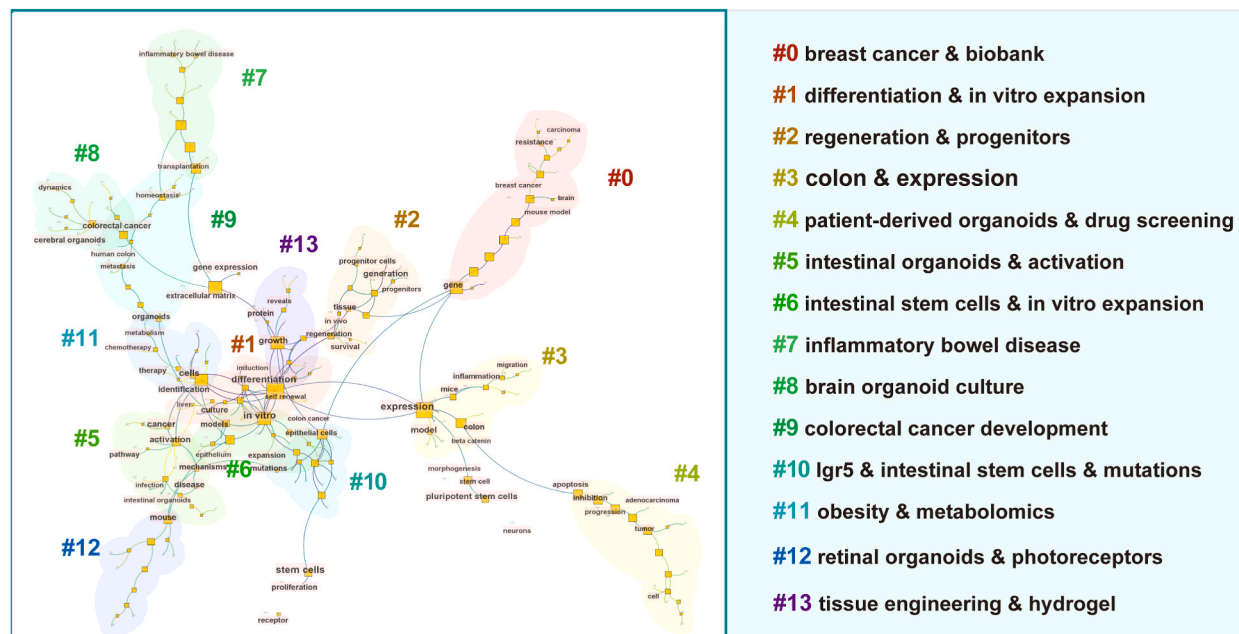 inflammatory bowel disease
#7
carcinoma
resistance
#8
transplantation
#0
dynamics
homeostasis
breast cancer
brain
#9
#2
mouse model
colorectal cancer
#13
cerebral organoids
human colon
progenitor cells
metastasis
gene expression
generation
extracellular matrix
reveals
progenitors
gene
tissue
organoids
protein
in vivo
#11
metabolism
#1
growth
regeneration
chemotherapy
survival
#3
therapy
cells
induction
migration
identification
differentiation
inflammation
self renewal
mice
liver
culture
expression
in vitro
colon cancer
cancer
models
model
colon
#5
activation
epithelial cells
beta catenin
pathway
epithelium
expansion
mechanisms
#6
mutations
#4
morphogenesis
#10
infection
disease
stem cell
apoptosis
intestinal organoids
pluripotent stem cells
inhibition
adenocarcinoma
progression
mouse
tumor
neurons
#12
stem cells
proliferation
cell
receptor
#0 breast cancer & biobank
#1 differentiation & in vitro expansion
#2 regeneration & progenitors
#3 colon & expression
#4 patient-derived organoids & drug screening
#5 intestinal organoids & activation
#6 intestinal stem cells & in vitro expansion
#7 inflammatory bowel disease
#8 brain organoid culture
#9 colorectal cancer development
#10 lgr5 & intestinal stem cells & mutations
#11 obesity & metabolomics
#12 retinal organoids & photoreceptors
#13 tissue engineering & hydrogel